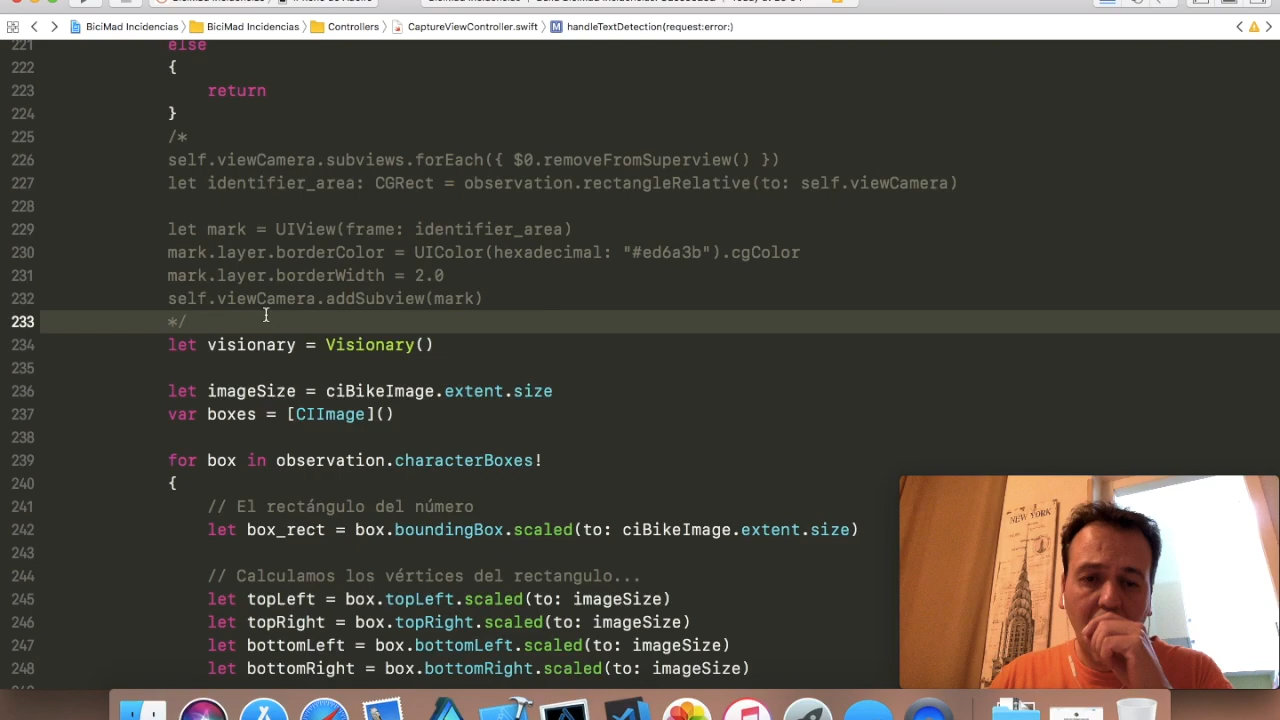 BiciMad Incidencias BiciMad Incidencias Controllers CaptureViewController.swift M handleTextDetection(request:error:)
221 else
222 {
223 return
224 }
225 /*
226 self.viewCamera.subviews.forEach({ $0.removeFromSuperview() })
227 let identifier_area: CGRect = observation.rectangleRelative(to: self.viewCamera)
228
229 let mark = UIView(frame: identifier_area)
230 mark.layer.borderColor = UIColor(hexadecimal: "#ed6a3b").cgColor
231 mark.layer.borderWidth = 2.0
232 self.viewCamera.addSubview(mark)
233 */
234 let visionary = Visionary()
235
236 let imageSize = ciBikeImage.extent.size
237 var boxes = [CIImage]()
238
239 for box in observation.characterBoxes!
240 {
241 // El rectángulo del número
242 let box_rect = box.boundingBox.scaled(to: ciBikeImage.extent.size)
243
244 // Calculamos los vértices del rectangulo...
245 let topLeft = box.topLeft.scaled(to: imageSize)
246 let topRight = box.topRight.scaled(to: imageSize)
247 let bottomLeft = box.bottomLeft.scaled(to: imageSize)
248 let bottomRight = box.bottomRight.scaled(to: imageSize)
NEW YORK